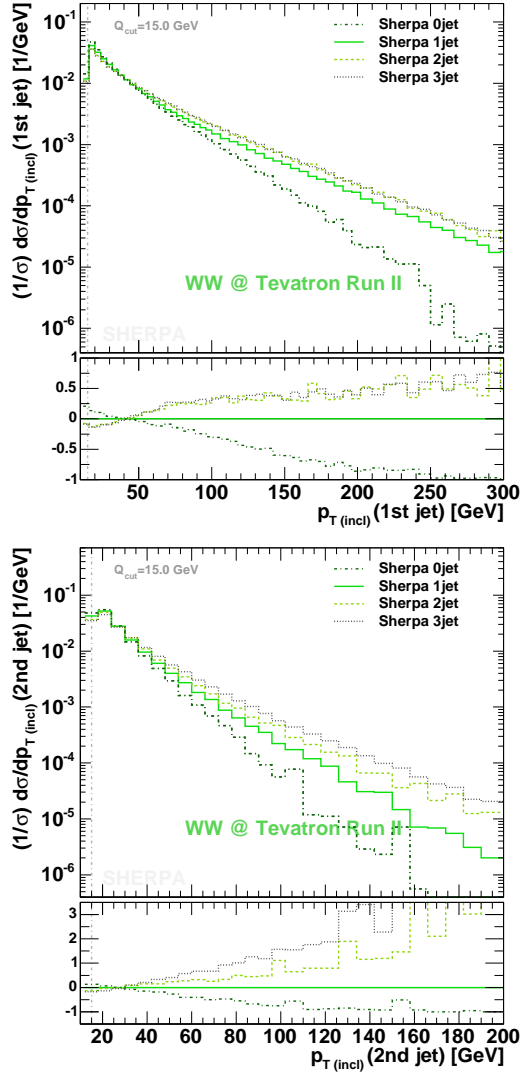 (1/σ) dσ/dp_T (incl) (1st jet) [1/GeV]
Q_cut=15.0 GeV
Sherpa 0jet
Sherpa 1jet
Sherpa 2jet
Sherpa 3jet
10^-1
10^-2
10^-3
10^-4
10^-5
10^-6
WW @ Tevatron Run II
SHERPA
1
0.5
0
-0.5
-1
50 100 150 200 250 300
p_T (incl) (1st jet) [GeV]
(1/σ) dσ/dp_T (incl) (2nd jet) [1/GeV]
Q_cut=15.0 GeV
Sherpa 0jet
Sherpa 1jet
Sherpa 2jet
Sherpa 3jet
10^-1
10^-2
10^-3
10^-4
10^-5
10^-6
WW @ Tevatron Run II
SHERPA
3
2
1
0
-1
20 40 60 80 100 120 140 160 180 200
p_T (incl) (2nd jet) [GeV]